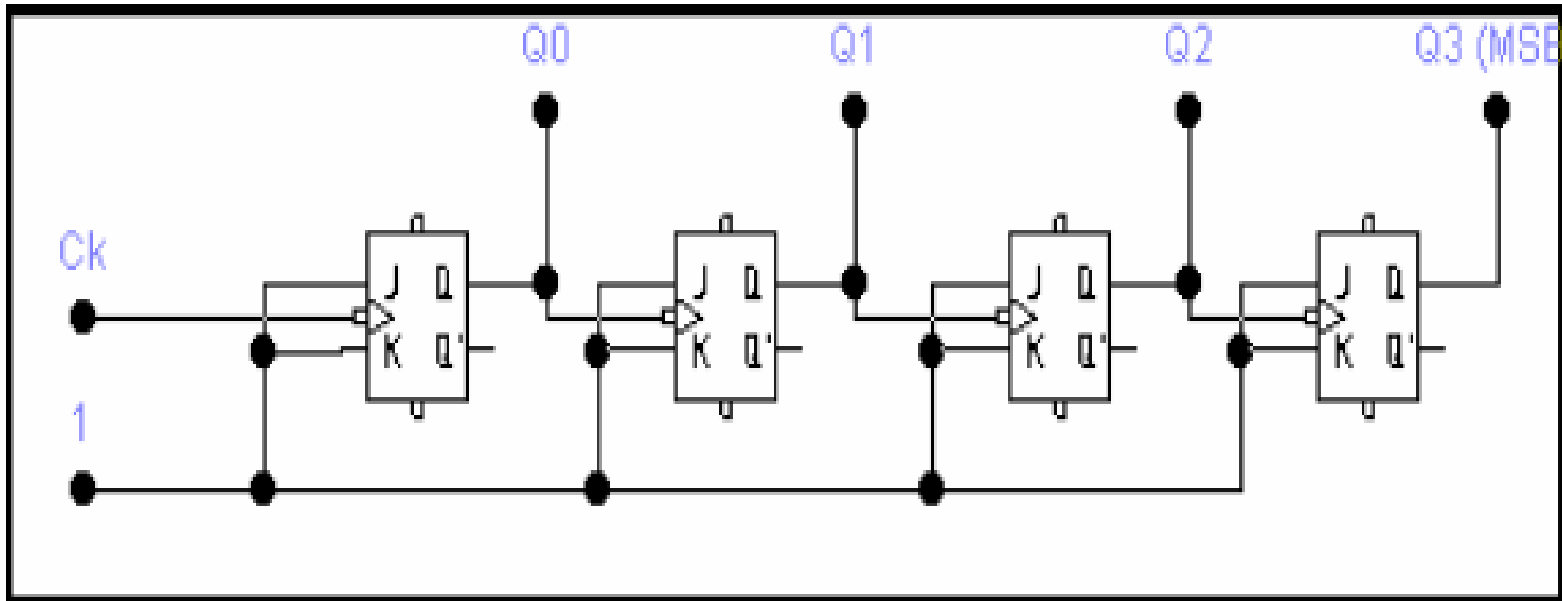 Q0 Q1 Q2 Q3 (MSB
Ck
J Q J Q J Q J Q
K Q' K Q' K Q' K Q'
1